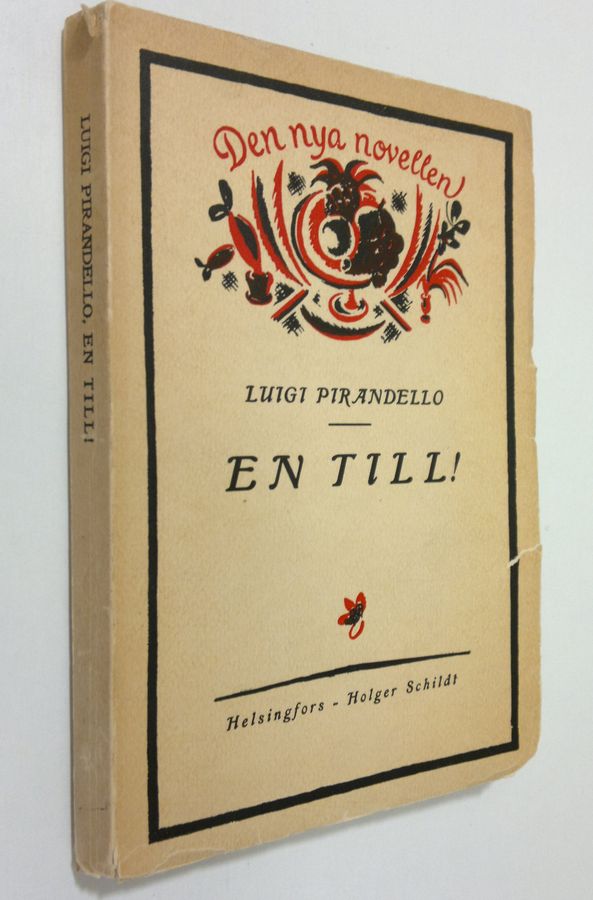 Den nya novellen
LUIGI PIRANDELLO
EN TILL!
Helsingfors - Holger Schildt
LUIGI PIRANDELLO, EN TILL!